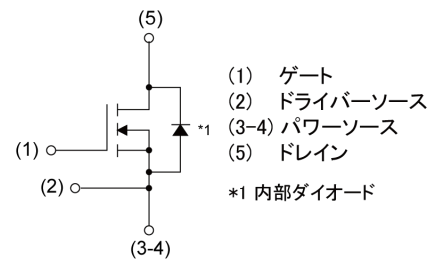 (5)
(1) ゲート
(2) ドライバーソース
(3-4) パワーソース
(5) ドレイン
*1
*1 内部ダイオード
(1)
(2)
(3-4)